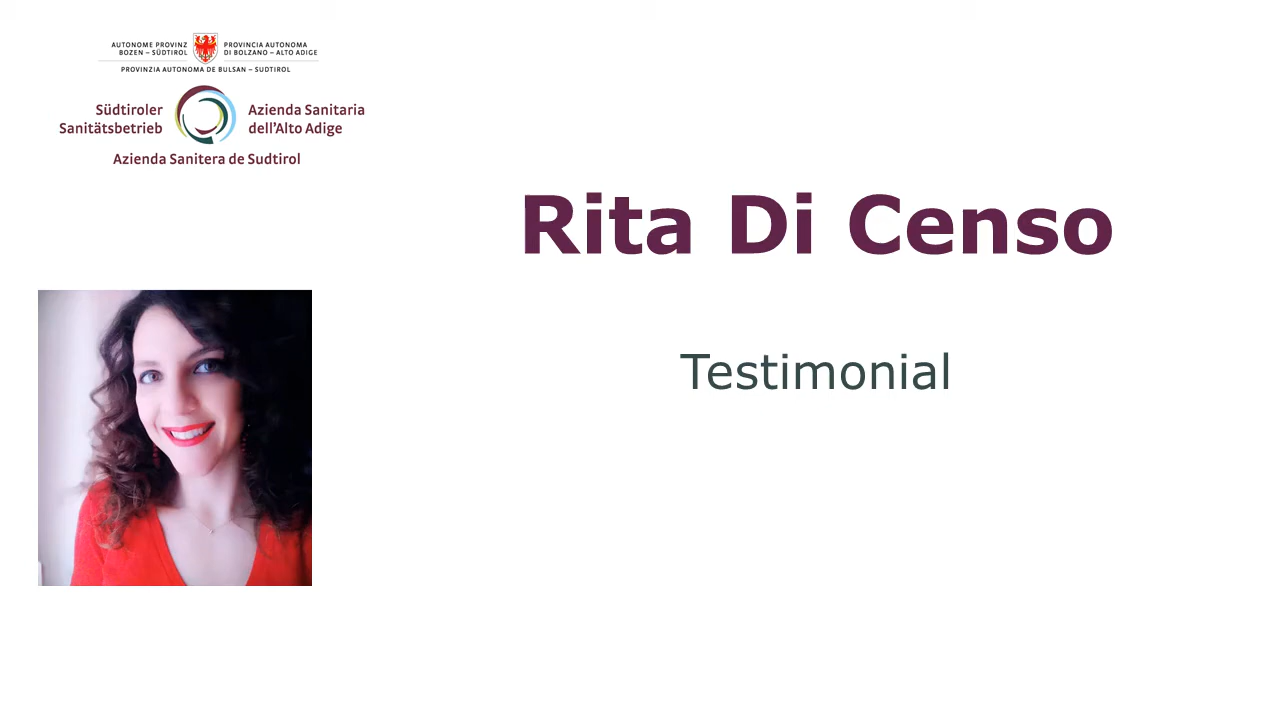 AUTONOME PROVINZ
BOZEN – SÜDTIROL
PROVINCIA AUTONOMA
DI BOLZANO – ALTO ADIGE
PROVINZIA AUTONOMA DE BULSAN – SUDTIROL
Südtiroler
Sanitätsbetrieb
Azienda Sanitaria
dell'Alto Adige
Azienda Sanitera de Sudtirol
Rita Di Censo
Testimonial